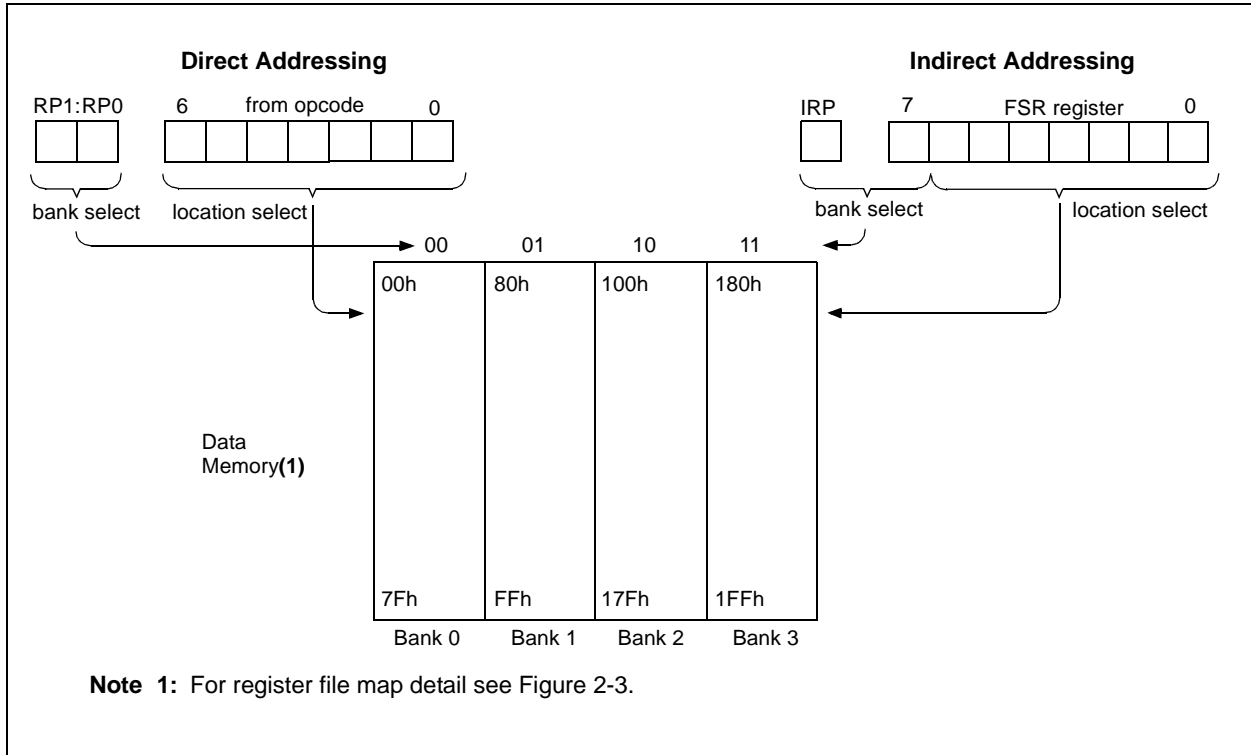 Direct Addressing
Indirect Addressing
RP1:RP0 6 from opcode 0
IRP 7 FSR register 0
bank select location select
bank select location select
00 01 10 11
00h 80h 100h 180h
Data
Memory(1)
7Fh FFh 17Fh 1FFh
Bank 0 Bank 1 Bank 2 Bank 3
Note 1: For register file map detail see Figure 2-3.